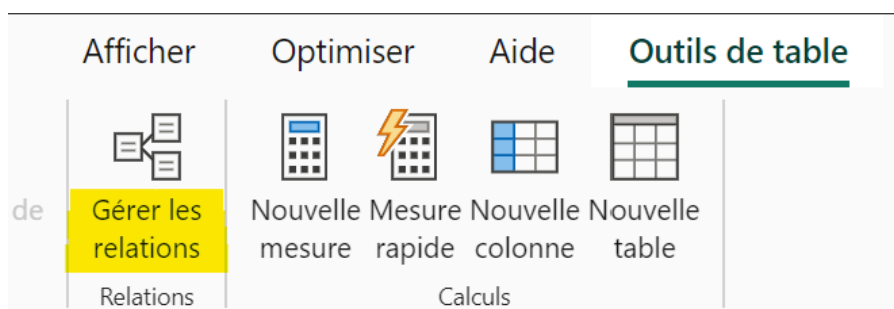 Afficher Optimiser Aide Outils de table
de Gérer les Nouvelle Mesure Nouvelle Nouvelle
relations mesure rapide colonne table
Relations Calculs